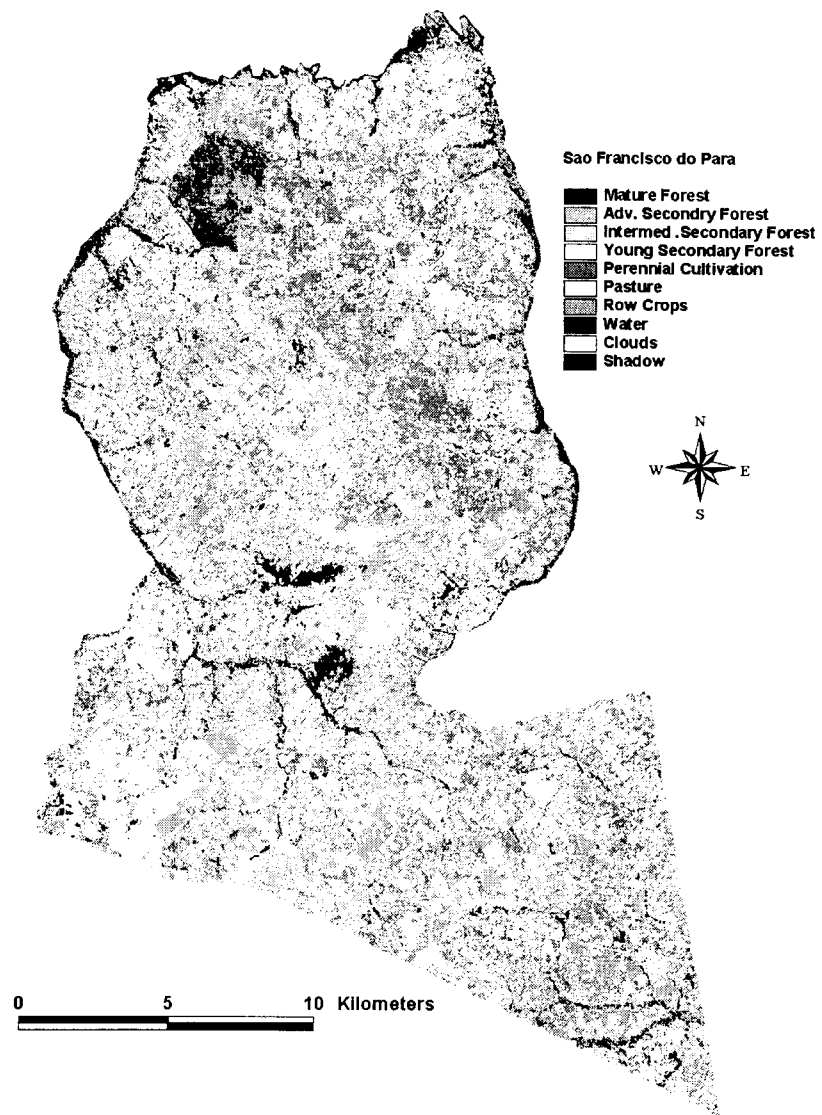 Sao Francisco do Para
Mature Forest
Adv. Secondry Forest
Intermed .Secondary Forest
Young Secondary Forest
Perennial Cultivation
Pasture
Row Crops
Water
Clouds
Shadow
N
W E
S
0 5 10 Kilometers